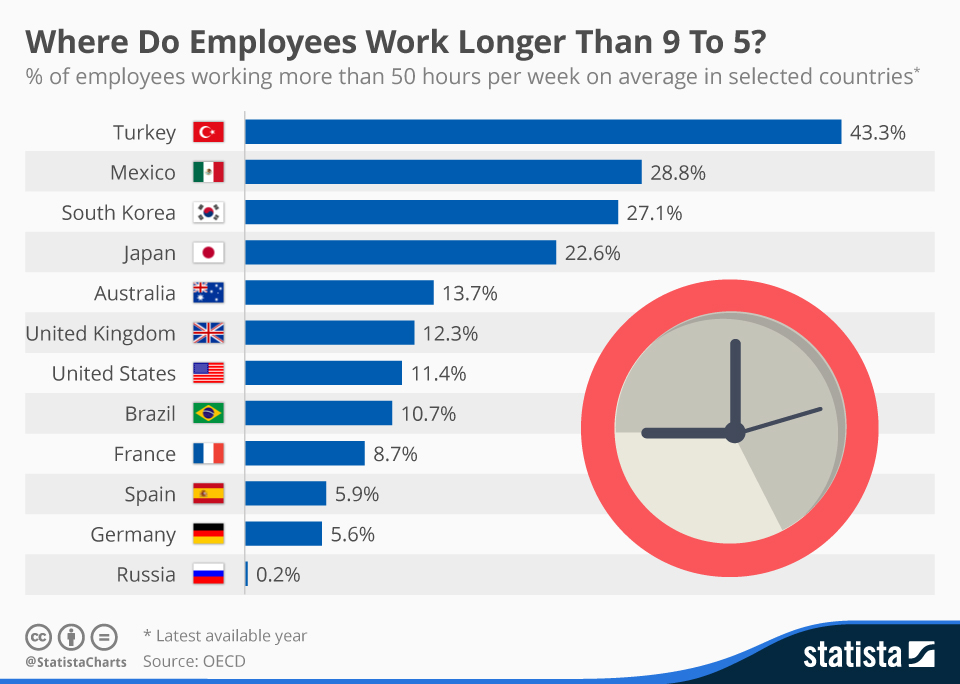 Where Do Employees Work Longer Than 9 To 5?
% of employees working more than 50 hours per week on average in selected countries*
Turkey 43.3%
Mexico 28.8%
South Korea 27.1%
Japan 22.6%
Australia 13.7%
United Kingdom 12.3%
United States 11.4%
Brazil 10.7%
France 8.7%
Spain 5.9%
Germany 5.6%
Russia 0.2%
cc
@StatistaCharts
* Latest available year
Source: OECD
statista